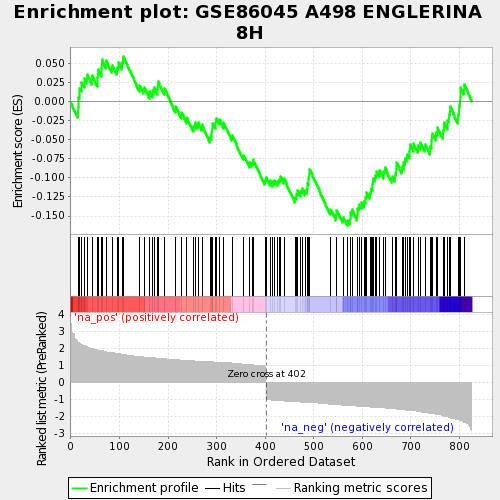 Enrichment plot: GSE86045 A498 ENGLERINA
8H
Enrichment score (ES)
0.050
0.025
0.000
-0.025
-0.050
-0.075
-0.100
-0.125
-0.150
'na_pos' (positively correlated)
Ranked list metric (PreRanked)
4
3
2
1
0
-1
-2
-3
Zero cross at 402
'na_neg' (negatively correlated)
0
100
200
300
400
500
600
700
800
Rank in Ordered Dataset
Enrichment profile
Hits
Ranking metric scores